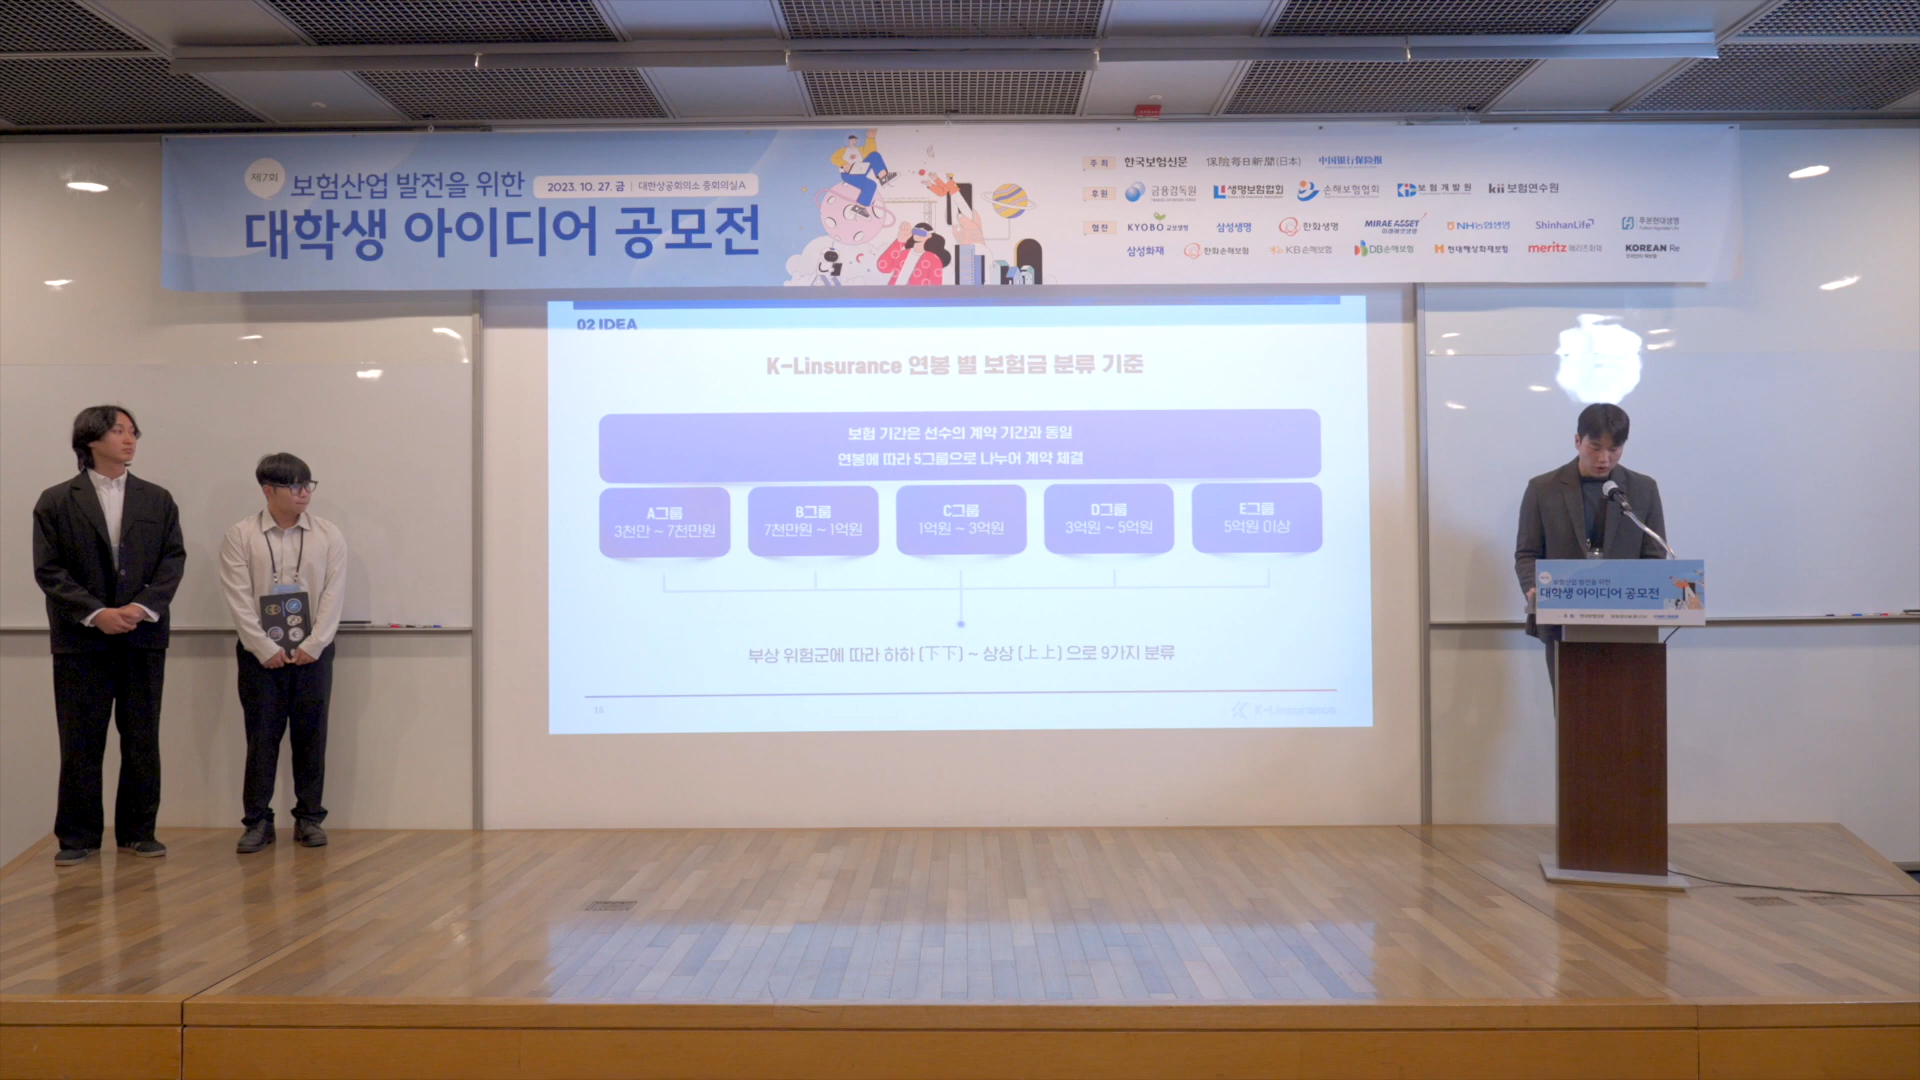 제7회
보험산업 발전을 위한
2023. 10. 27. 금 | 대한상공회의소 중회의실A
대학생 아이디어 공모전
주 최 한국보험신문 保險每日新聞(日本) 中国银行保险报
후 원 금융감독원 생명보험협회 손해보험협회 보험개발원 kii 보험연수원
협 찬 KYOBO 교보생명 삼성생명 한화생명 MIRAE ASSET 미래에셋생명 NH농협생명 ShinhanLife 푸본현대생명
삼성화재 한화손해보험 KB손해보험 DB손해보험 현대해상화재보험 meritz 메리츠화재 KOREAN Re
02 IDEA
K-Linsurance 연봉 별 보험금 분류 기준
보험 기간은 선수의 계약 기간과 동일
연봉에 따라 5그룹으로 나누어 계약 체결
A그룹
3천만 ~ 7천만원
B그룹
7천만원 ~ 1억원
C그룹
1억원 ~ 3억원
D그룹
3억원 ~ 5억원
E그룹
5억원 이상
부상 위험군에 따라 하하 (下下) ~ 상상 (上上) 으로 9가지 분류
K-Linsurance
보험산업 발전을 위한
대학생 아이디어 공모전